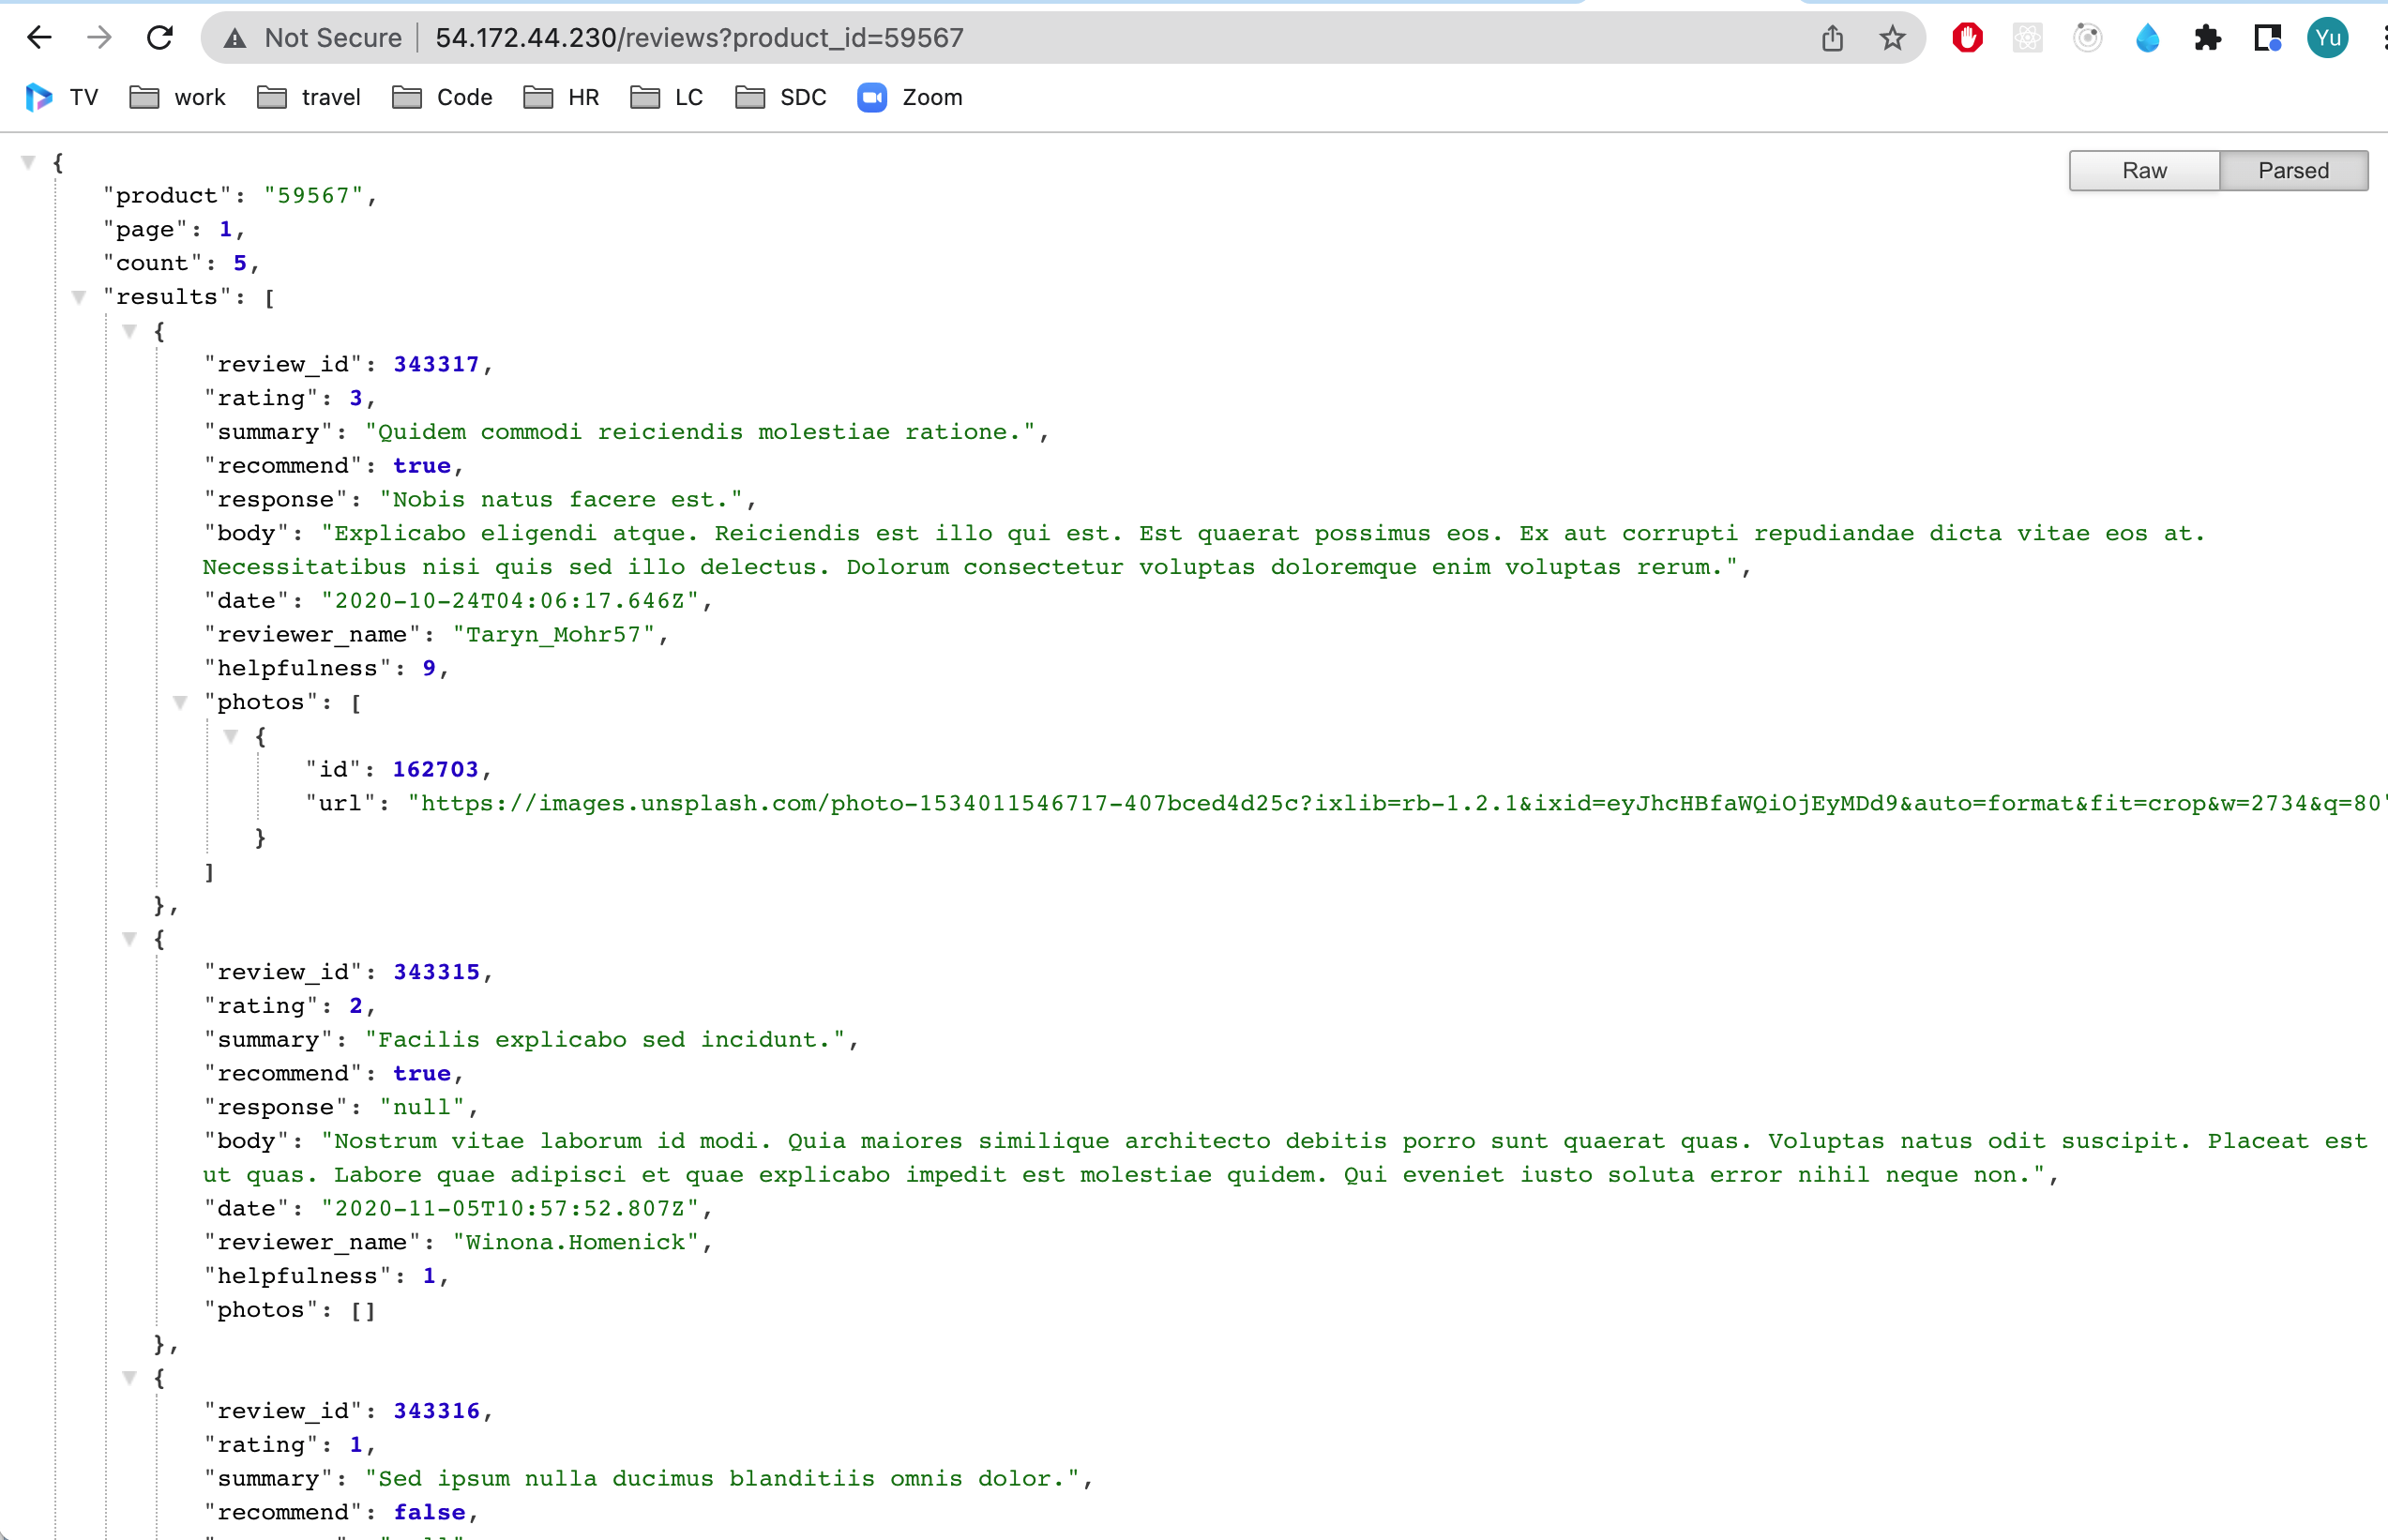 Not Secure 54.172.44.230/reviews?product_id=59567 Yu
TV work travel Code HR LC SDC Zoom
Raw Parsed
{
"product": "59567",
"page": 1,
"count": 5,
"results": [
{
"review_id": 343317,
"rating": 3,
"summary": "Quidem commodi reiciendis molestiae ratione.",
"recommend": true,
"response": "Nobis natus facere est.",
"body": "Explicabo eligendi atque. Reiciendis est illo qui est. Est quaerat possimus eos. Ex aut corrupti repudiandae dicta vitae eos at.
Necessitatibus nisi quis sed illo delectus. Dolorum consectetur voluptas doloremque enim voluptas rerum.",
"date": "2020-10-24T04:06:17.646Z",
"reviewer_name": "Taryn_Mohr57",
"helpfulness": 9,
"photos": [
{
"id": 162703,
"url": "https://images.unsplash.com/photo-1534011546717-407bced4d25c?ixlib=rb-1.2.1&ixid=eyJhcHBfaWQiOjEyMDd9&auto=format&fit=crop&w=2734&q=80"
}
]
},
{
"review_id": 343315,
"rating": 2,
"summary": "Facilis explicabo sed incidunt.",
"recommend": true,
"response": "null",
"body": "Nostrum vitae laborum id modi. Quia maiores similique architecto debitis porro sunt quaerat quas. Voluptas natus odit suscipit. Placeat est
ut quas. Labore quae adipisci et quae explicabo impedit est molestiae quidem. Qui eveniet iusto soluta error nihil neque non.",
"date": "2020-11-05T10:57:52.807Z",
"reviewer_name": "Winona.Homenick",
"helpfulness": 1,
"photos": []
},
{
"review_id": 343316,
"rating": 1,
"summary": "Sed ipsum nulla ducimus blanditiis omnis dolor.",
"recommend": false,